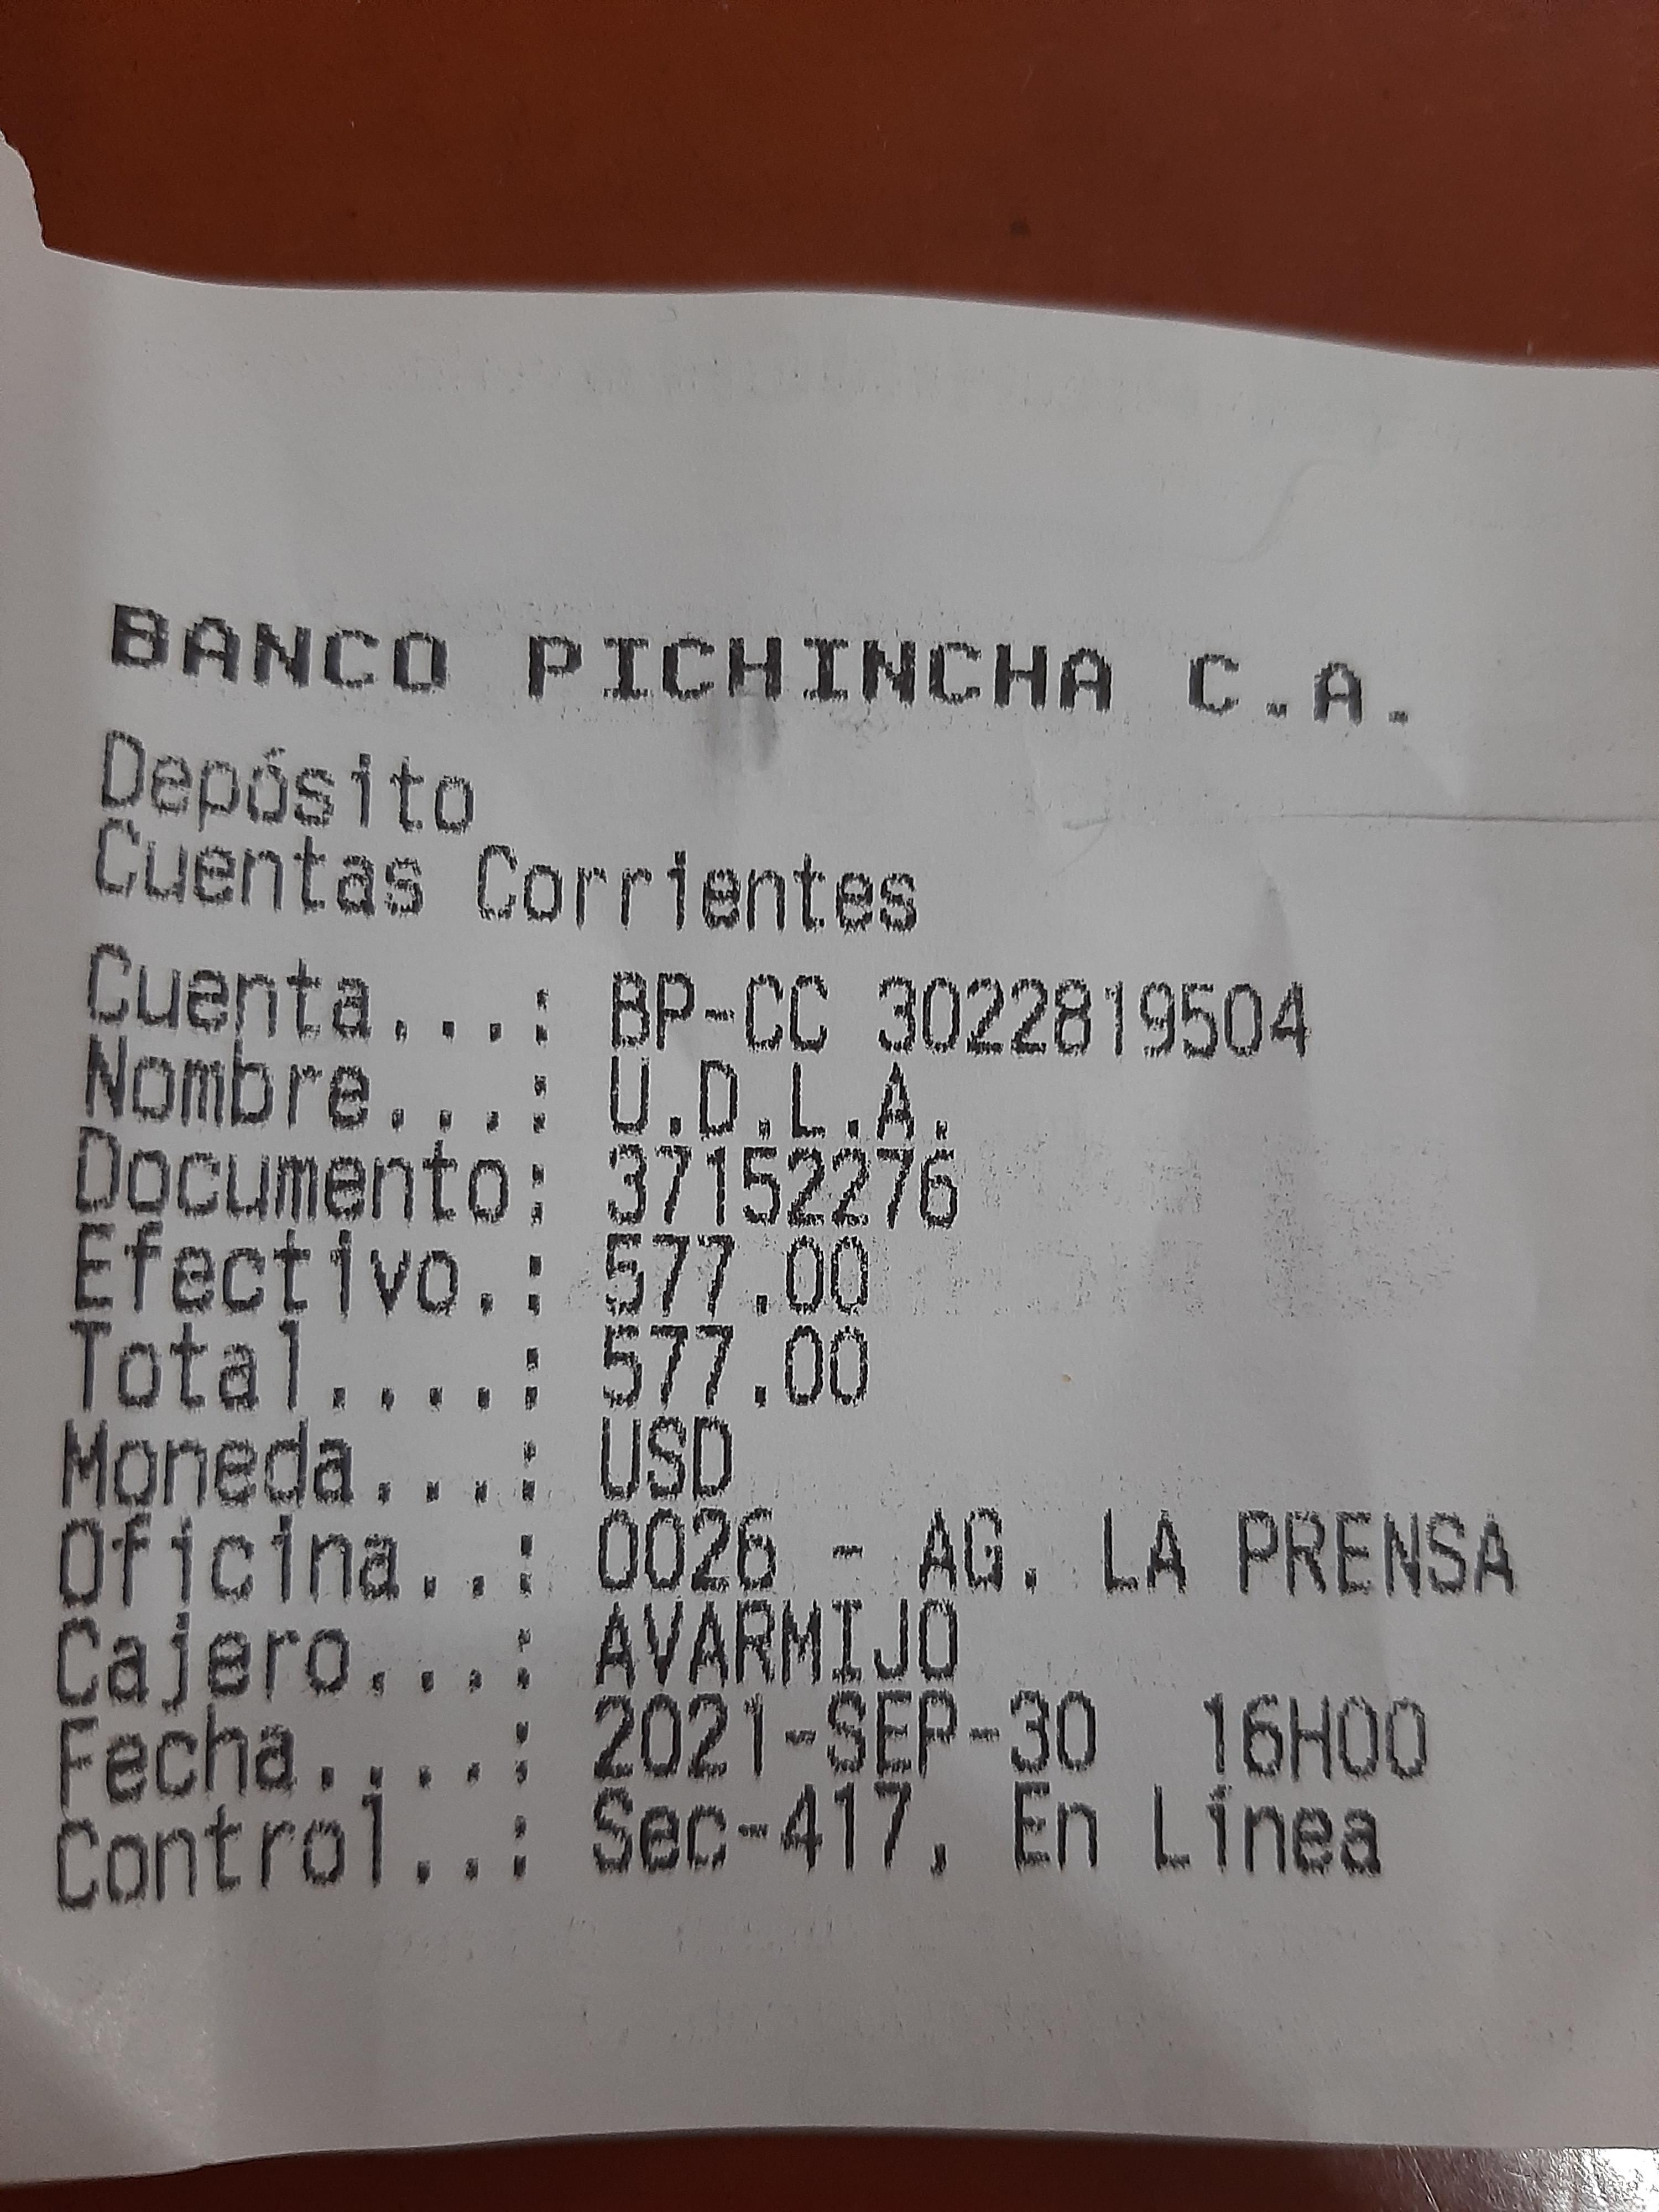 BANCO PICHINCHA C.A.
Depósito
Cuentas Corrientes
Cuenta...: BP-CC 3022819504
Nombre...: U.D.L.A.
Documento: 37152276
Efectivo.: 577.00
Total....: 577.00
Moneda...: USD
Oficina..: 0026 - AG. LA PRENSA
Cajero...: AVARMIJO
Fecha....: 2021-SEP-30 16H00
Control..: Sec-417, En Línea